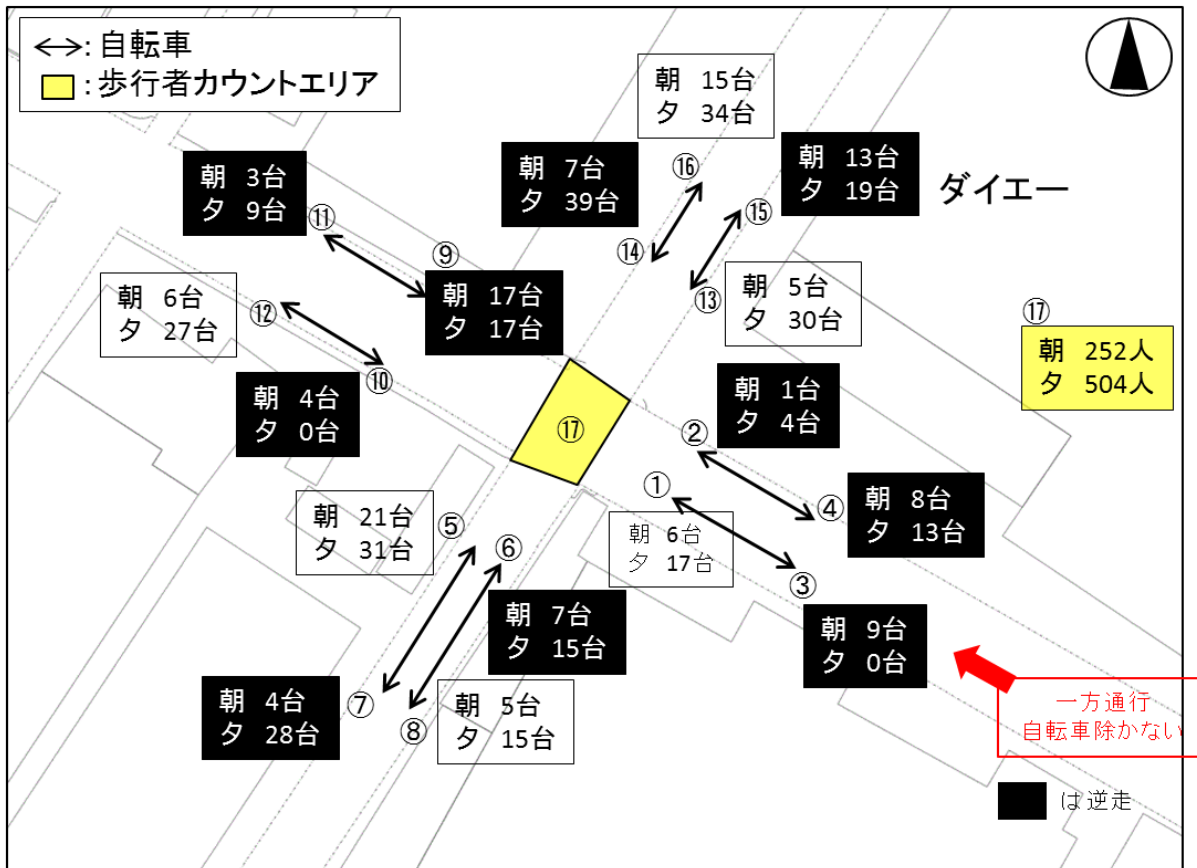 ↔: 自転車
: 歩行者カウントエリア
朝 15台
夕 34台
朝 7台
夕 39台
⑯
朝 13台
夕 19台
ダイエー
朝 3台
夕 9台
⑪
⑮
⑭
⑨
朝 17台
夕 17台
⑬
朝 5台
夕 30台
朝 6台
夕 27台
⑫
⑩
朝 4台
夕 0台
⑰
朝 252人
夕 504人
朝 1台
夕 4台
⑰
②
①
④
朝 8台
夕 13台
朝 21台
夕 31台
⑤
⑥
朝 6台
夕 17台
③
朝 7台
夕 15台
朝 9台
夕 0台
⑦
朝 4台
夕 28台
⑧
朝 5台
夕 15台
一方通行
自転車除かない
は逆走